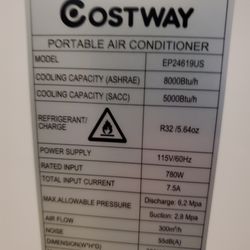 COSTWAY
PORTABLE AIR CONDITIONER
MODEL EP24619US
COOLING CAPACITY (ASHRAE) 8000Btu/h
COOLING CAPACITY (SACC) 5000Btu/h
REFRIGERANT/
CHARGE R32 /5.64oz
POWER SUPPLY 115V/60Hz
RATED INPUT 780W
TOTAL INPUT CURRENT 7.5A
MAX ALLOWABLE PRESSURE Discharge: 6.2 Mpa
Suction: 2.8 Mpa
AIR FLOW 300m³/h
NOISE 55dB(A)